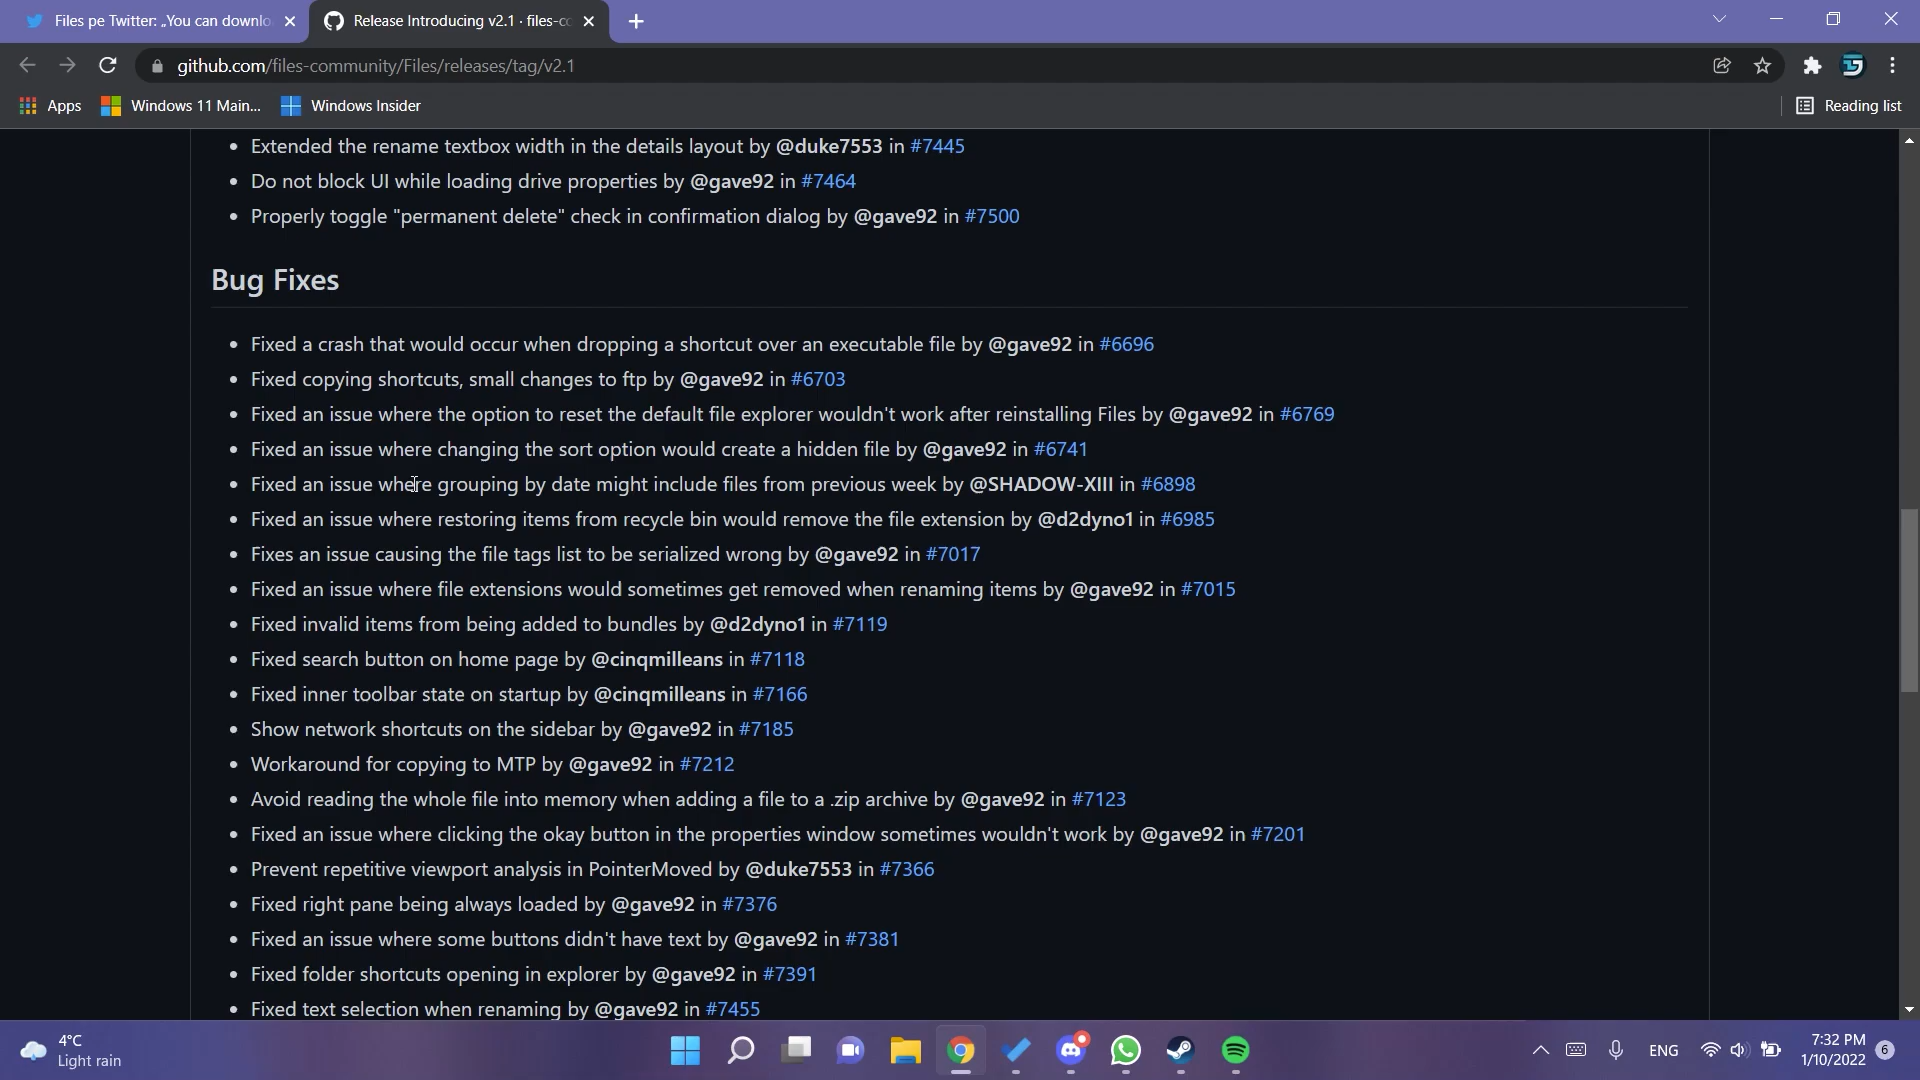 Files pe Twitter: „You can downlo
Release Introducing v2.1 · files-co
github.com/files-community/Files/releases/tag/v2.1
Apps
Windows 11 Main...
Windows Insider
Reading list
Extended the rename textbox width in the details layout by @duke7553 in #7445
Do not block UI while loading drive properties by @gave92 in #7464
Properly toggle "permanent delete" check in confirmation dialog by @gave92 in #7500
Bug Fixes
Fixed a crash that would occur when dropping a shortcut over an executable file by @gave92 in #6696
Fixed copying shortcuts, small changes to ftp by @gave92 in #6703
Fixed an issue where the option to reset the default file explorer wouldn't work after reinstalling Files by @gave92 in #6769
Fixed an issue where changing the sort option would create a hidden file by @gave92 in #6741
Fixed an issue where grouping by date might include files from previous week by @SHADOW-XIII in #6898
Fixed an issue where restoring items from recycle bin would remove the file extension by @d2dyno1 in #6985
Fixes an issue causing the file tags list to be serialized wrong by @gave92 in #7017
Fixed an issue where file extensions would sometimes get removed when renaming items by @gave92 in #7015
Fixed invalid items from being added to bundles by @d2dyno1 in #7119
Fixed search button on home page by @cinqmilleans in #7118
Fixed inner toolbar state on startup by @cinqmilleans in #7166
Show network shortcuts on the sidebar by @gave92 in #7185
Workaround for copying to MTP by @gave92 in #7212
Avoid reading the whole file into memory when adding a file to a .zip archive by @gave92 in #7123
Fixed an issue where clicking the okay button in the properties window sometimes wouldn't work by @gave92 in #7201
Prevent repetitive viewport analysis in PointerMoved by @duke7553 in #7366
Fixed right pane being always loaded by @gave92 in #7376
Fixed an issue where some buttons didn't have text by @gave92 in #7381
Fixed folder shortcuts opening in explorer by @gave92 in #7391
Fixed text selection when renaming by @gave92 in #7455
4°C
Light rain
ENG
7:32 PM
1/10/2022
6